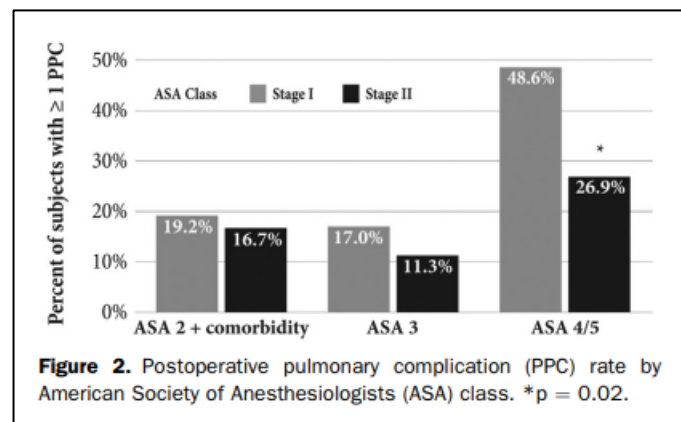 Percent of subjects with ≥ 1 PPC
50%
40%
30%
20%
10%
0%
ASA Class Stage I Stage II
19.2%
16.7%
17.0%
11.3%
48.6%
*
26.9%
ASA 2 + comorbidity ASA 3 ASA 4/5
Figure 2. Postoperative pulmonary complication (PPC) rate by
American Society of Anesthesiologists (ASA) class. *p = 0.02.